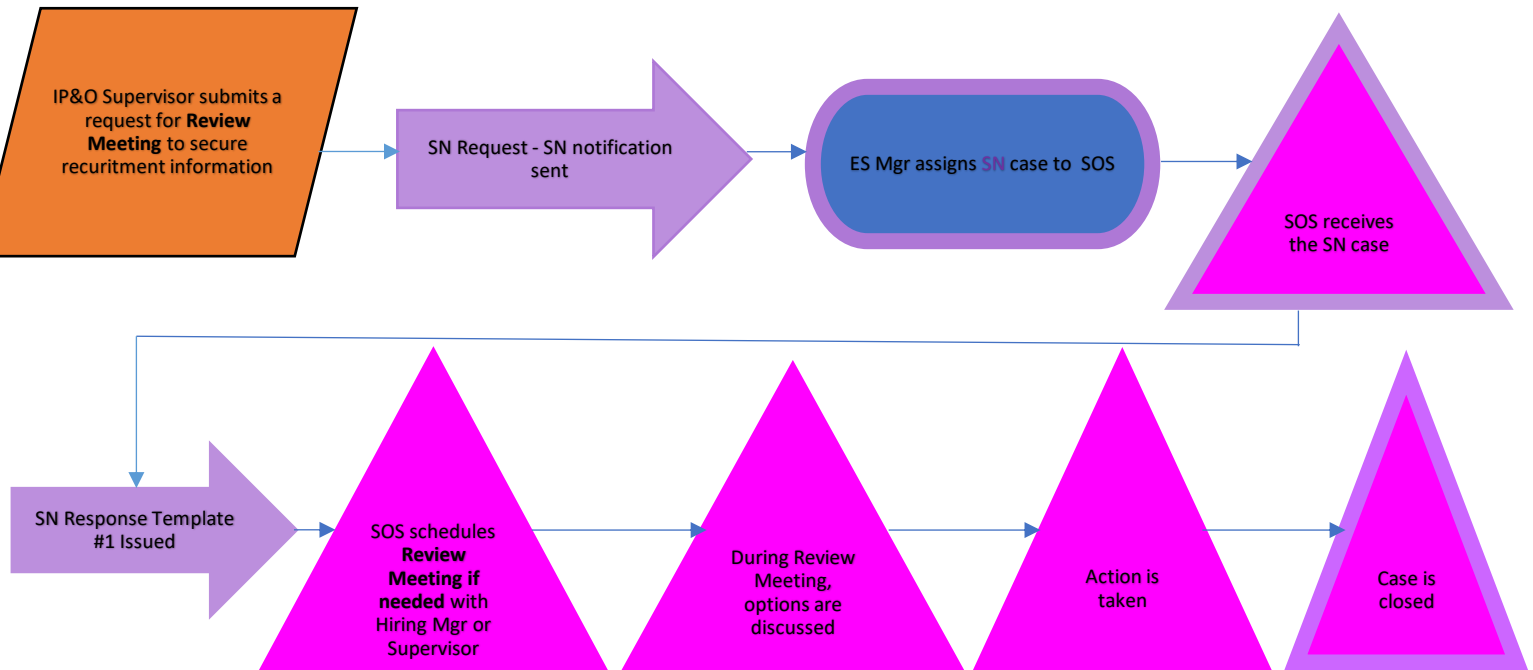 IP&O Supervisor submits a
request for Review
Meeting to secure
recuritment information
SN Request - SN notification
sent
ES Mgr assigns SN case to SOS
SOS receives
the SN case
SN Response Template
#1 Issued
SOS schedules
Review
Meeting if
needed with
Hiring Mgr or
Supervisor
During Review
Meeting,
options are
discussed
Action is
taken
Case is
closed